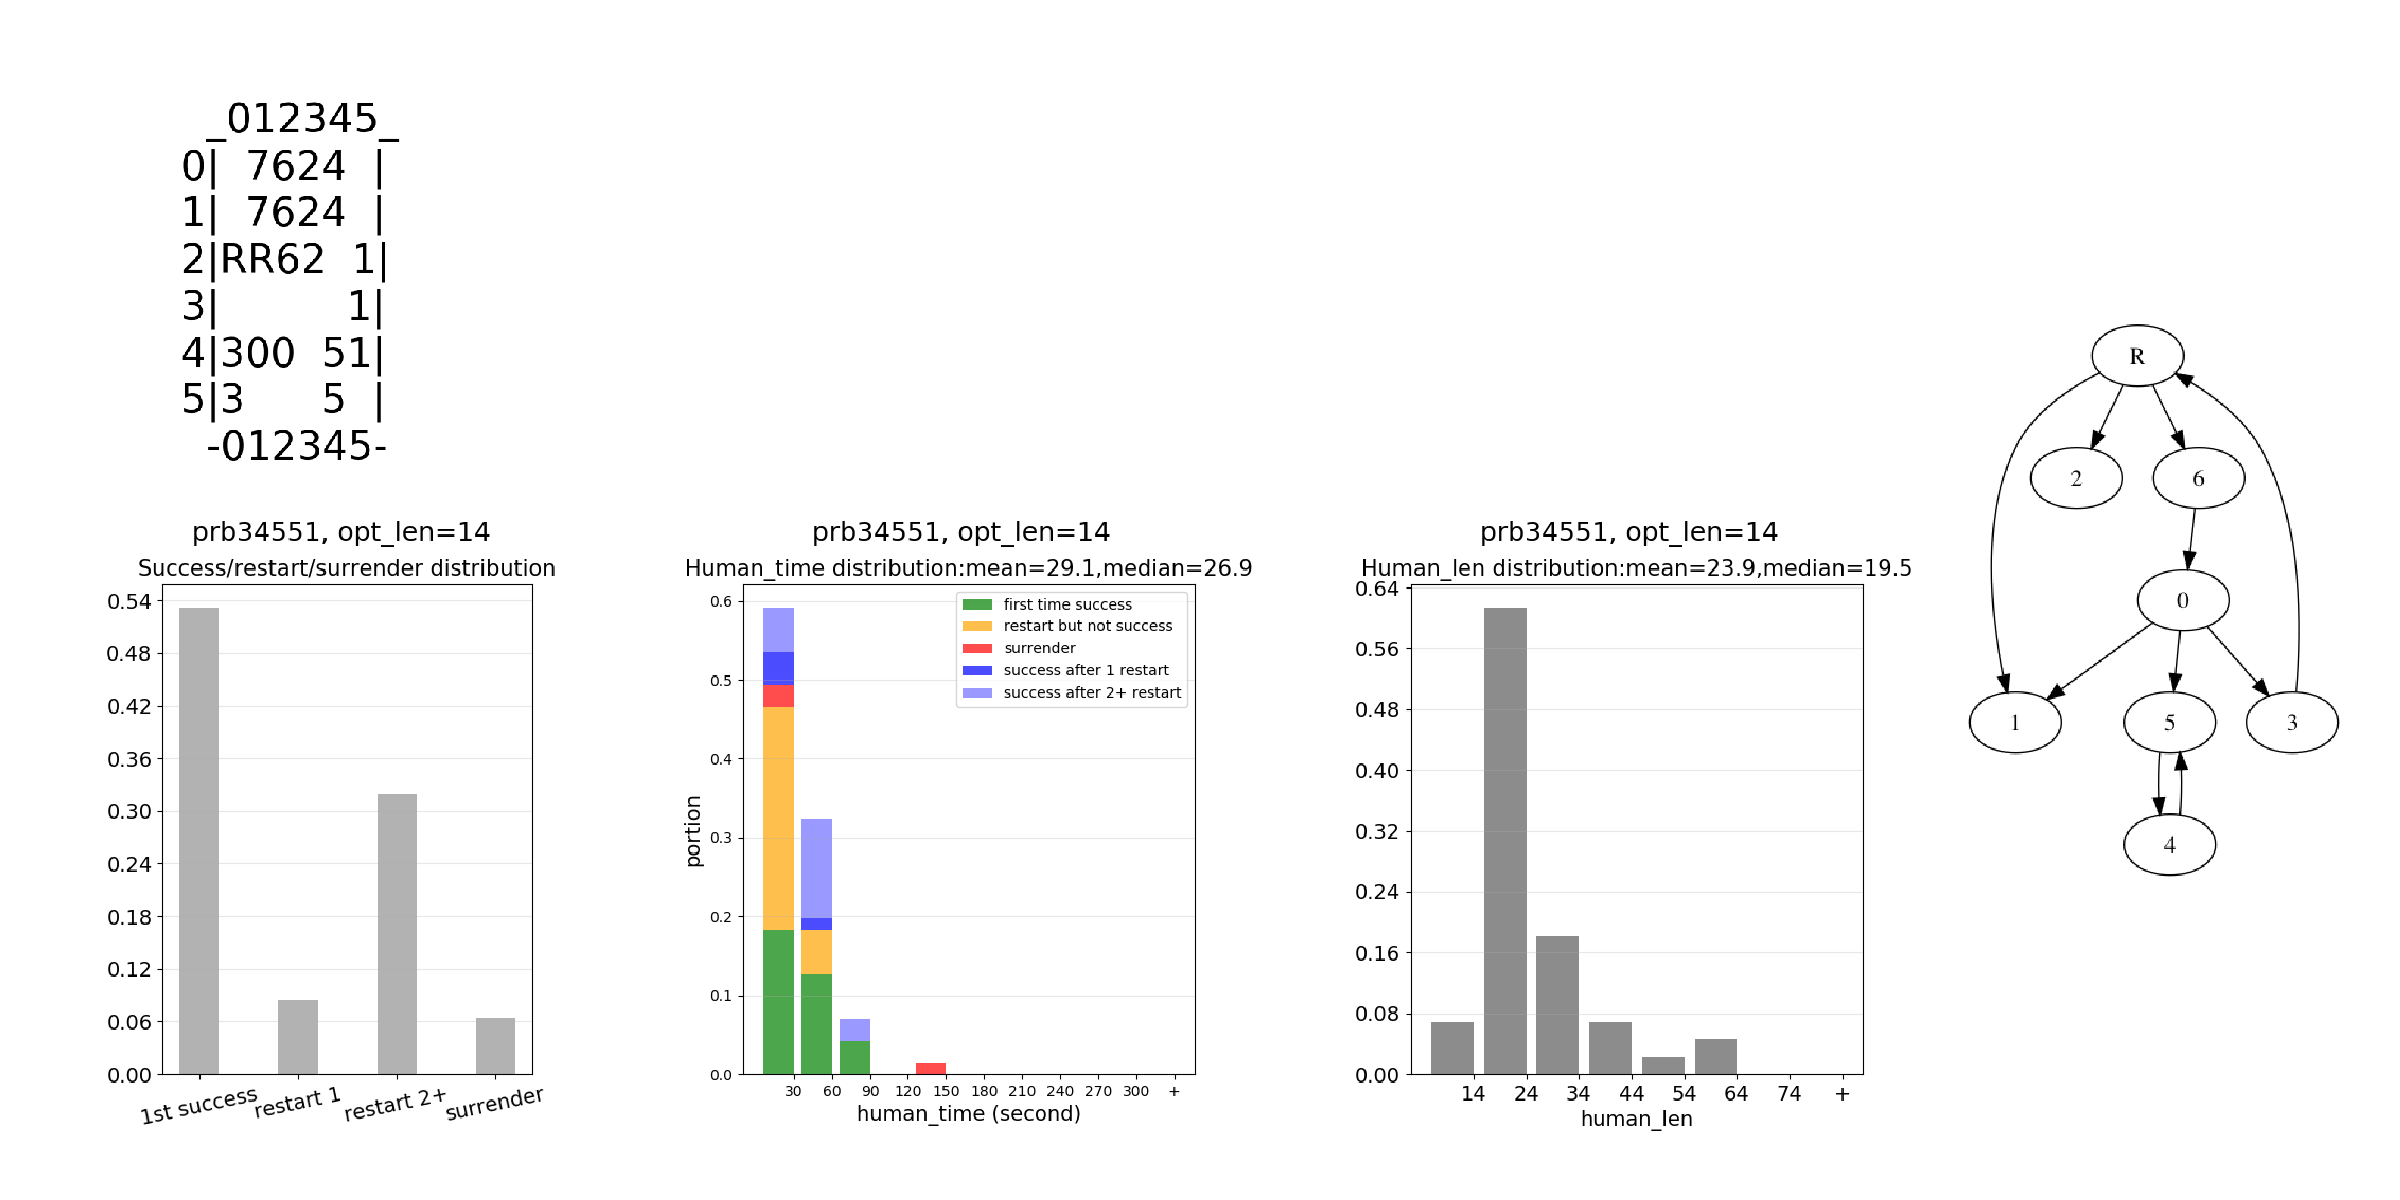 _012345_
0| 7624  |
1| 7624  |
2|RR62  1|
3|     1|
4|300  51|
5|3   5  |
-012345-
prb34551, opt_len=14
Success/restart/surrender distribution
0.54
0.48
0.42
0.36
0.30
0.24
0.18
0.12
0.06
0.00
1st success restart 1 restart 2+ surrender
prb34551, opt_len=14
Human_time distribution:mean=29.1,median=26.9
first time success
restart but not success
surrender
success after 1 restart
success after 2+ restart
portion
0.6
0.5
0.4
0.3
0.2
0.1
0.0
30 60 90 120 150 180 210 240 270 300 +
human_time (second)
prb34551, opt_len=14
Human_len distribution:mean=23.9,median=19.5
0.64
0.56
0.48
0.40
0.32
0.24
0.16
0.08
0.00
14 24 34 44 54 64 74 +
human_len
R
2 6
0
1 5 3
4